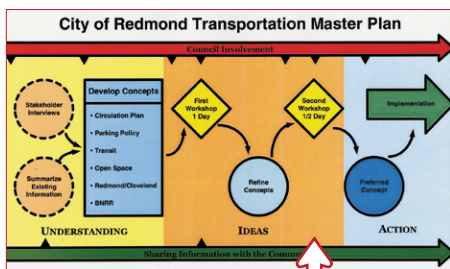 City of Redmond Transportation Master Plan
Council Involvement
Stakeholder
Interviews
Summarize
Existing
Information
Develop Concepts
• Circulation Plan
• Parking Policy
• Transit
• Open Space
• Redmond/Cleveland
• BNRR
First
Workshop
1 Day
Refine
Concepts
Second
Workshop
1/2 Day
Preferred
Concept
Implementation
UNDERSTANDING
IDEAS
ACTION
Sharing Information with the